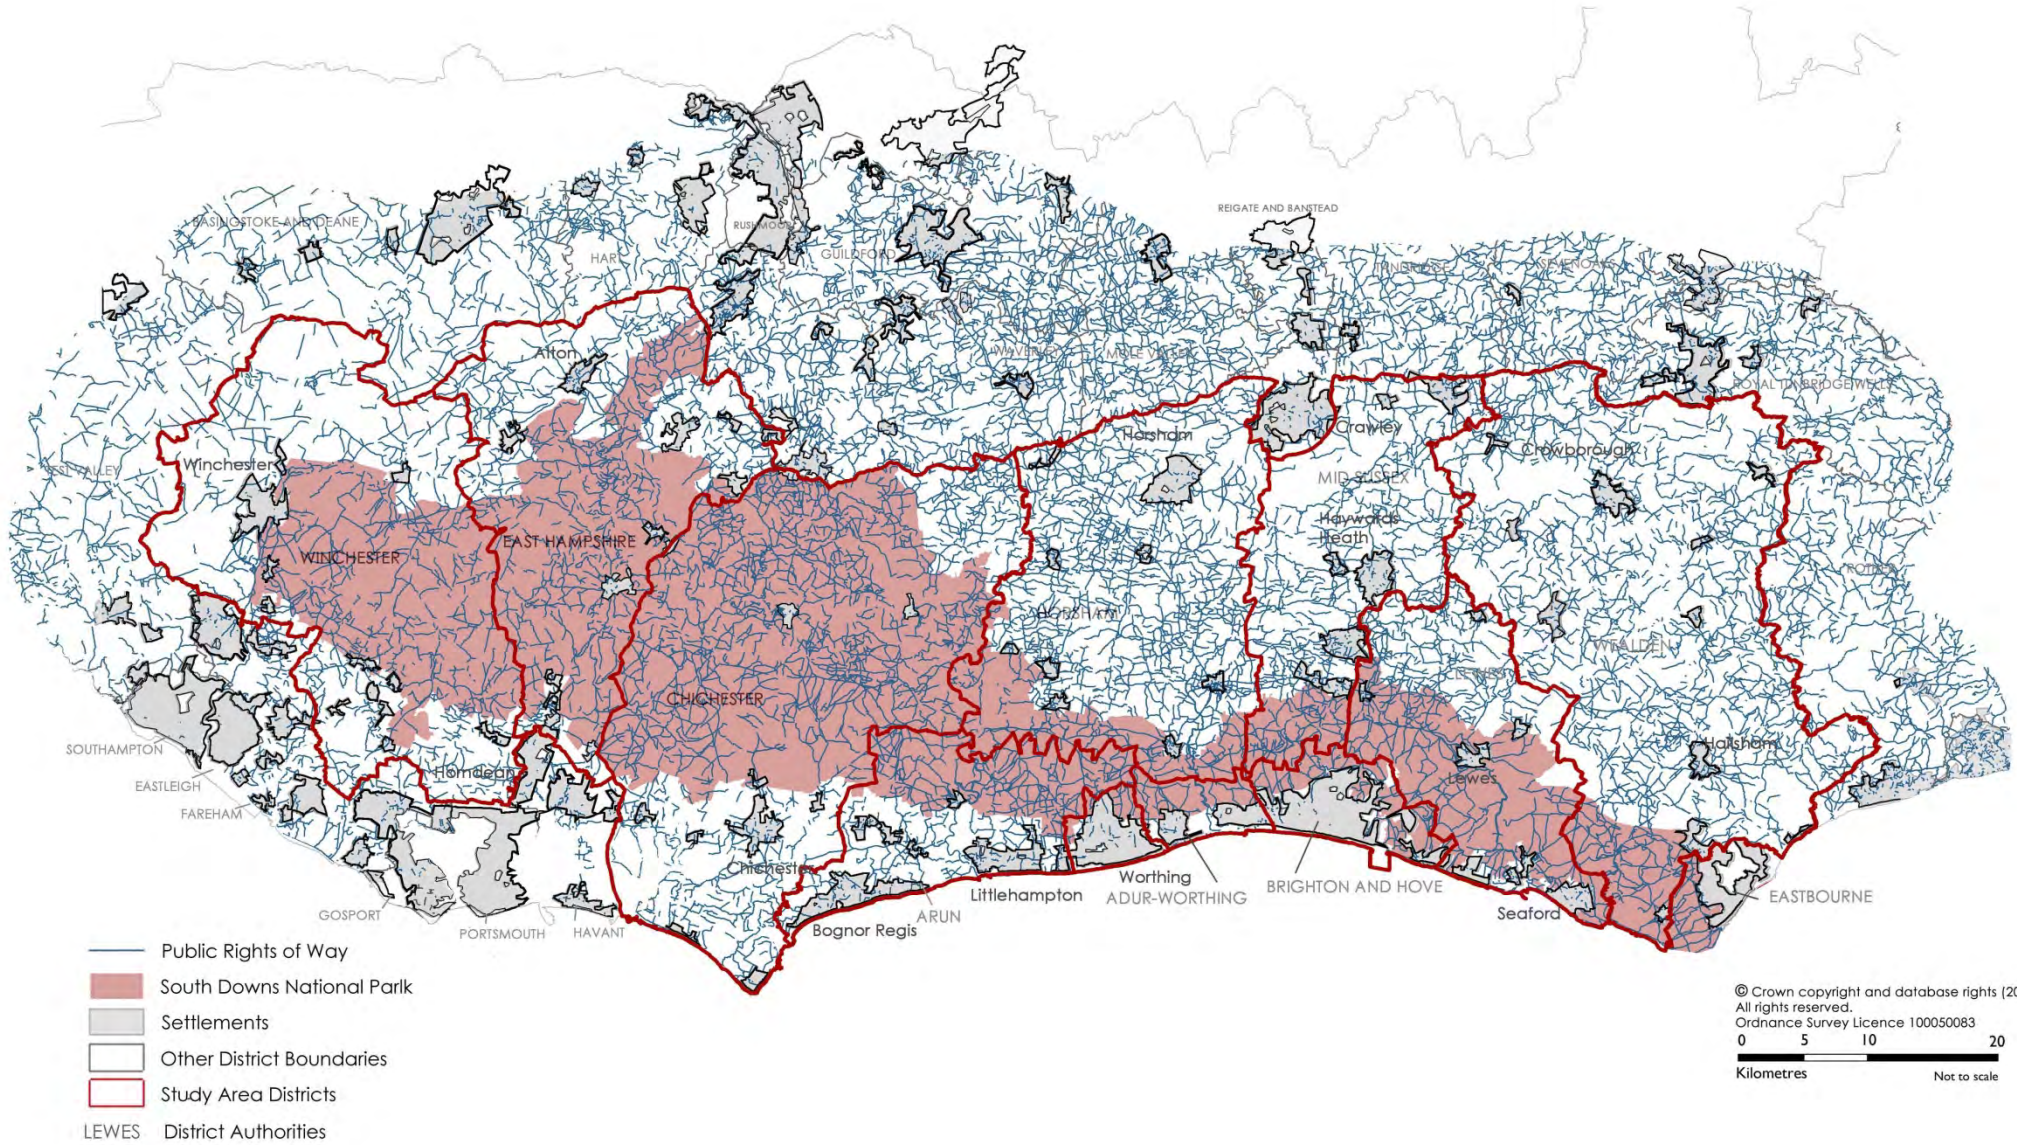 REIGATE AND BANSTEAD
BASINGSTOKE AND DEANE
RUSHMOOR
HART
GUILDFORD
TANDRIDGE
SEVENOAKS
Alton
WAVERLEY
MOLE VALLEY
ROYAL TUNBRIDGE WELLS
Horsham
Crawley
Crowborough
TEST VALLEY
Winchester
MID SUSSEX
Haywards
Heath
WINCHESTER
EAST HAMPSHIRE
ROTHER
HORSHAM
WEALDEN
LEWES
CHICHESTER
SOUTHAMPTON
Horndean
Hailsham
Lewes
EASTLEIGH
FAREHAM
Chichester
Worthing
Littlehampton
ADUR-WORTHING
BRIGHTON AND HOVE
EASTBOURNE
GOSPORT
PORTSMOUTH
HAVANT
ARUN
Bognor Regis
Seaford
Public Rights of Way
South Downs National Parlk
Settlements
Other District Boundaries
Study Area Districts
LEWES District Authorities
© Crown copyright and database rights (20
All rights reserved.
Ordnance Survey Licence 100050083
0 5 10 20
Kilometres
Not to scale